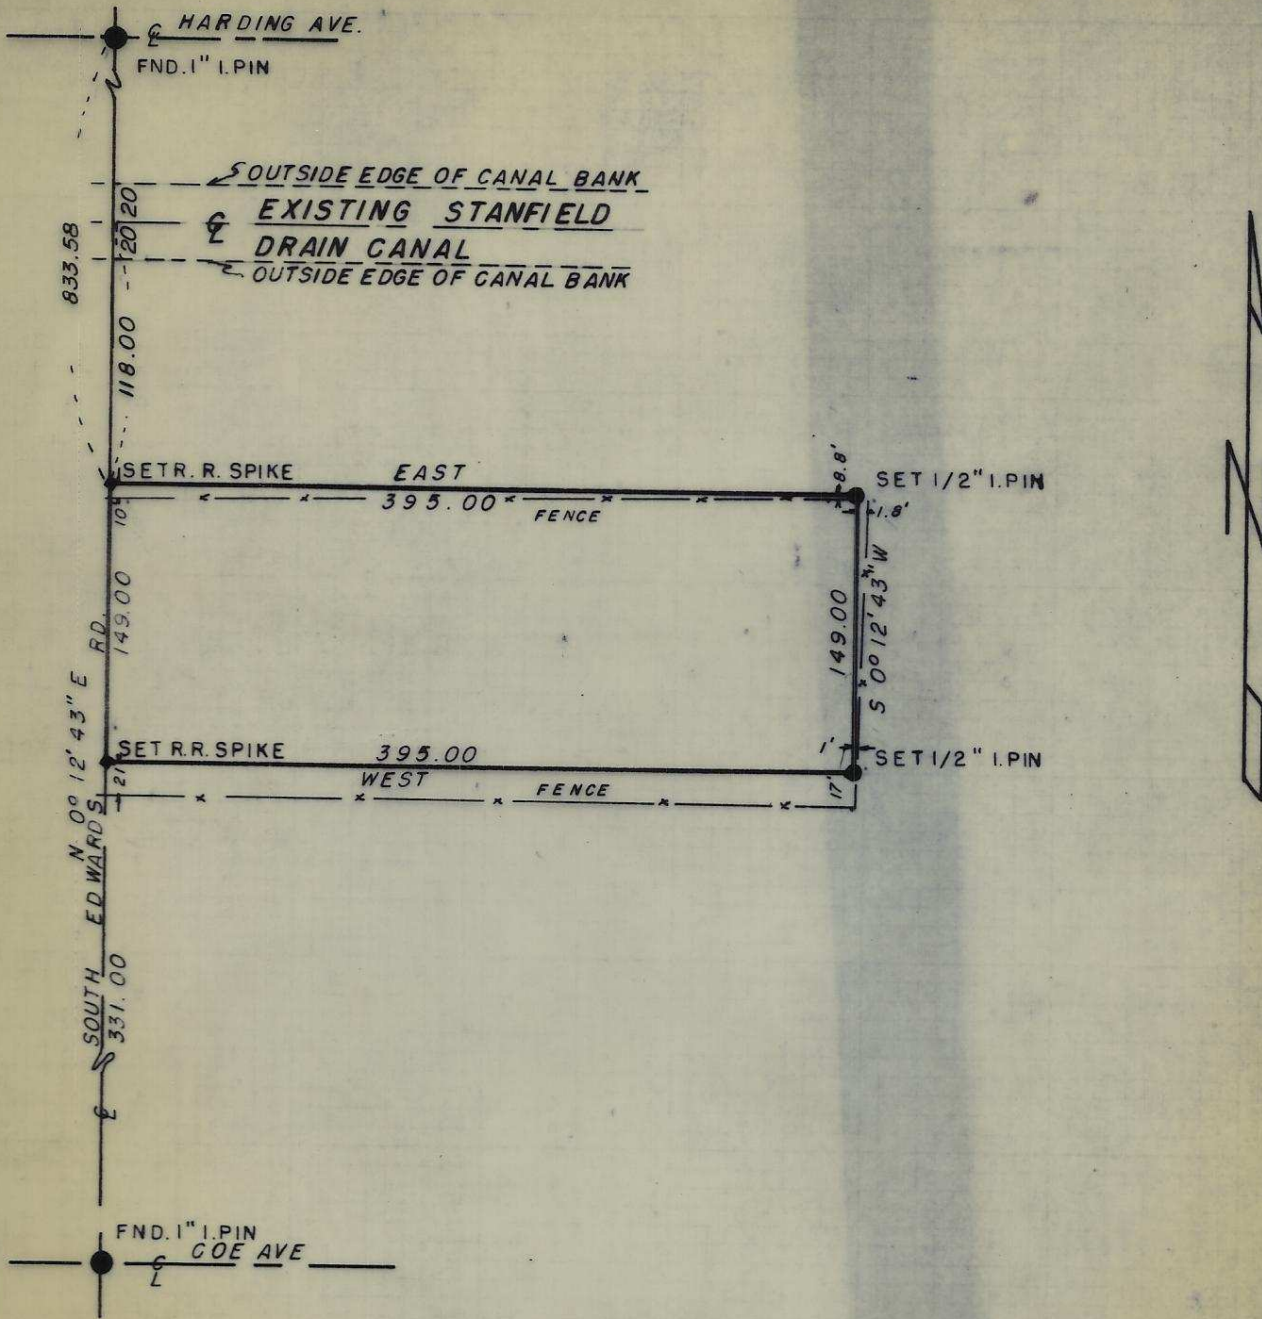 ℄ HARDING AVE.
FND. 1" I.PIN
OUTSIDE EDGE OF CANAL BANK
20
℄ EXISTING STANFIELD
20
DRAIN CANAL
OUTSIDE EDGE OF CANAL BANK
833.58
118.00
SET R. R. SPIKE
EAST
395.00
FENCE
8.8'
SET 1/2" I.PIN
1.8'
10'
149.00
149.00
S 0° 12' 43" W
N 0° 12' 43" E
SOUTH EDWARDS RD.
SET R.R. SPIKE
395.00
WEST
FENCE
1'
SET 1/2" I.PIN
17'
21'
331.00
℄
FND. 1" I.PIN
℄ COE AVE
N